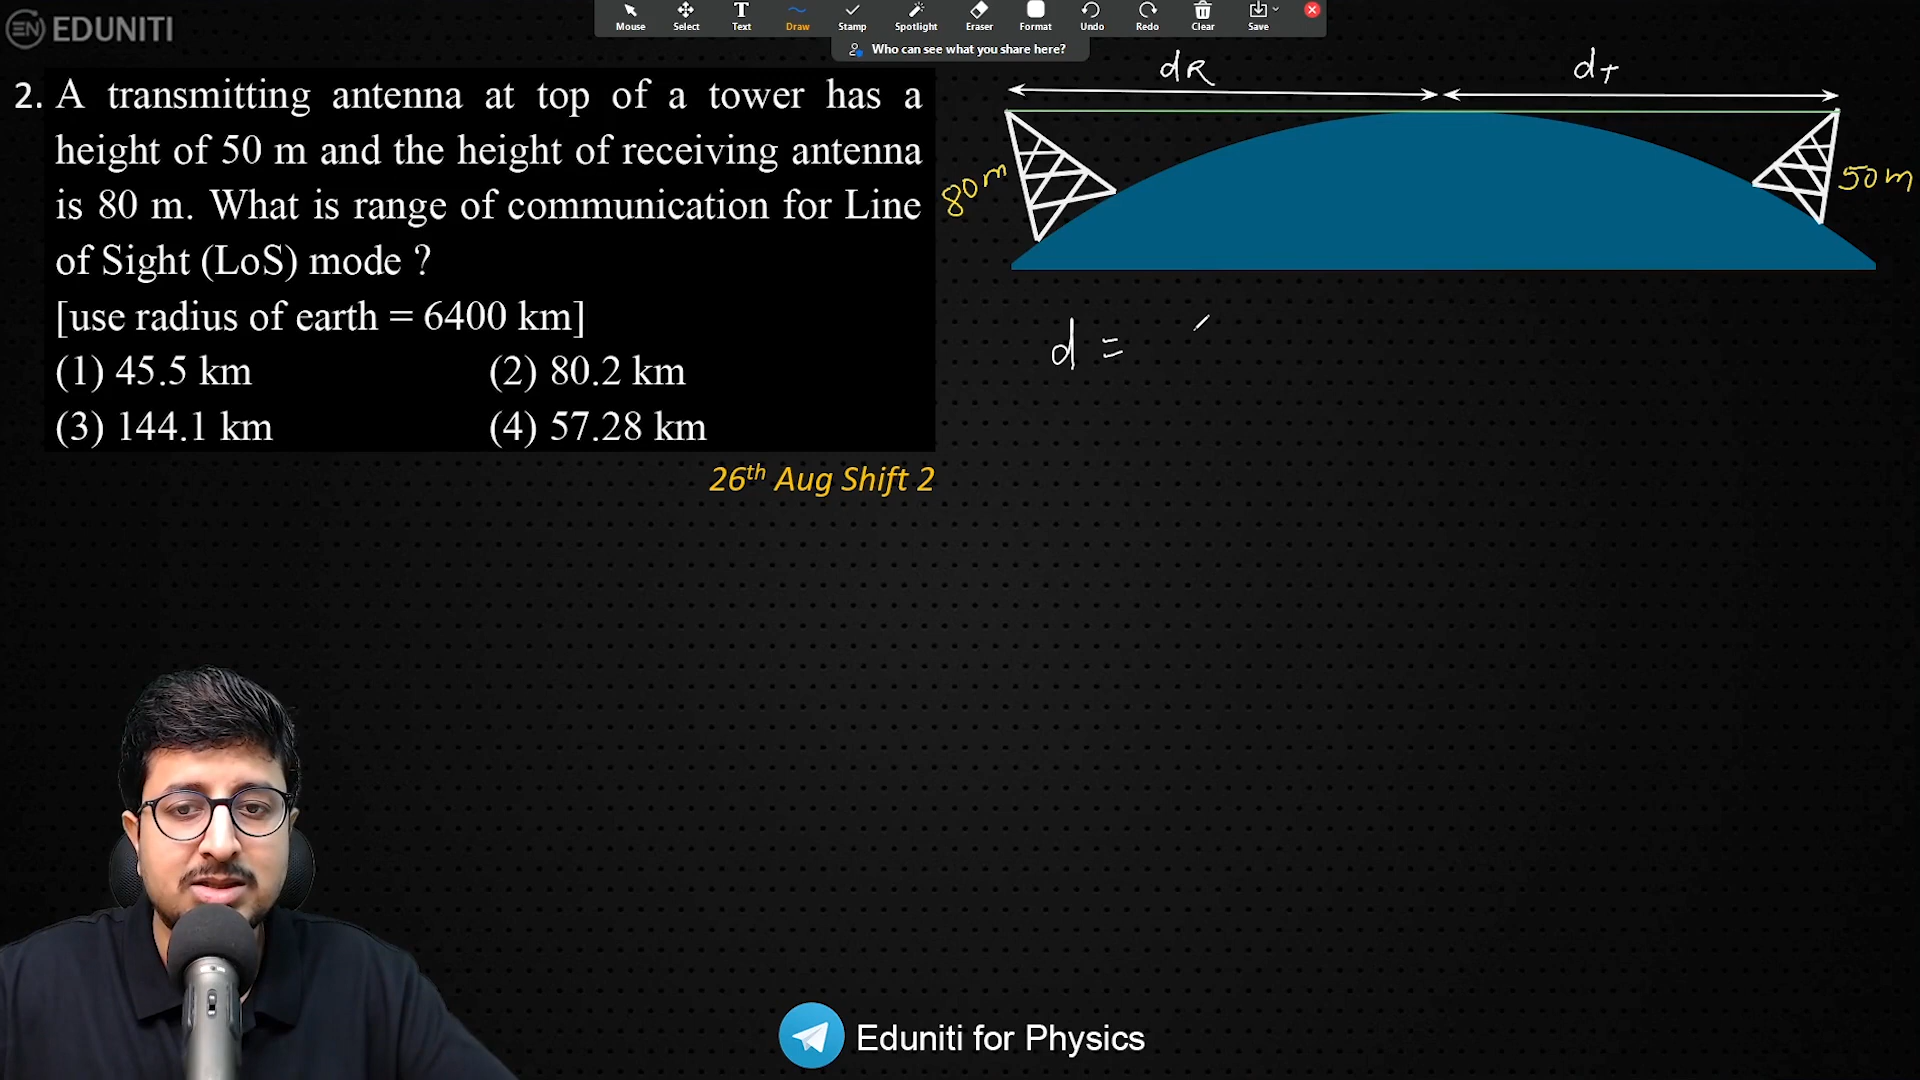 EN EDUNITI
Mouse Select Text Draw Stamp Spotlight Eraser Format Undo Redo Clear Save
Who can see what you share here?
dR dT
2. A transmitting antenna at top of a tower has a
height of 50 m and the height of receiving antenna
is 80 m. What is range of communication for Line
of Sight (LoS) mode ?
[use radius of earth = 6400 km]
(1) 45.5 km (2) 80.2 km
(3) 144.1 km (4) 57.28 km
26th Aug Shift 2
80m
50m
d =
Eduniti for Physics